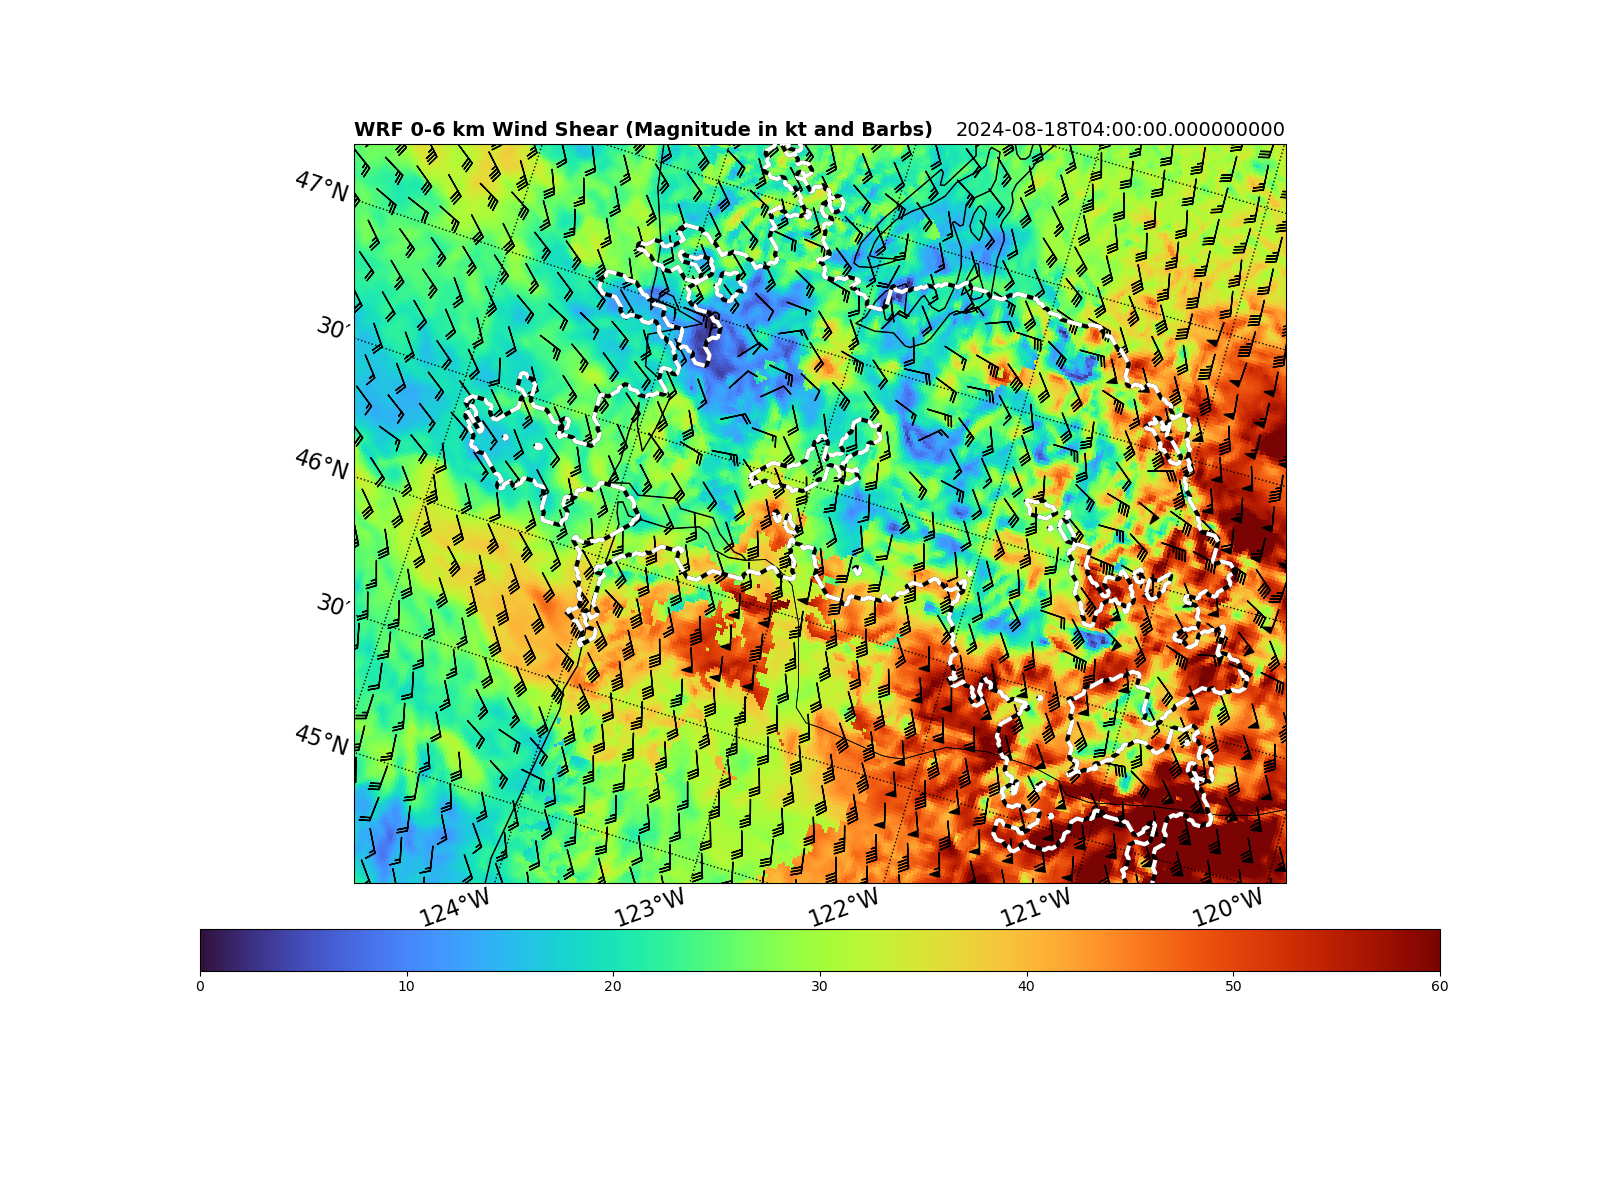 WRF 0-6 km Wind Shear (Magnitude in kt and Barbs) 2024-08-18T04:00:00.000000000
47°N
30′
46°N
30′
45°N
124°W 123°W 122°W 121°W 120°W
0 10 20 30 40 50 60